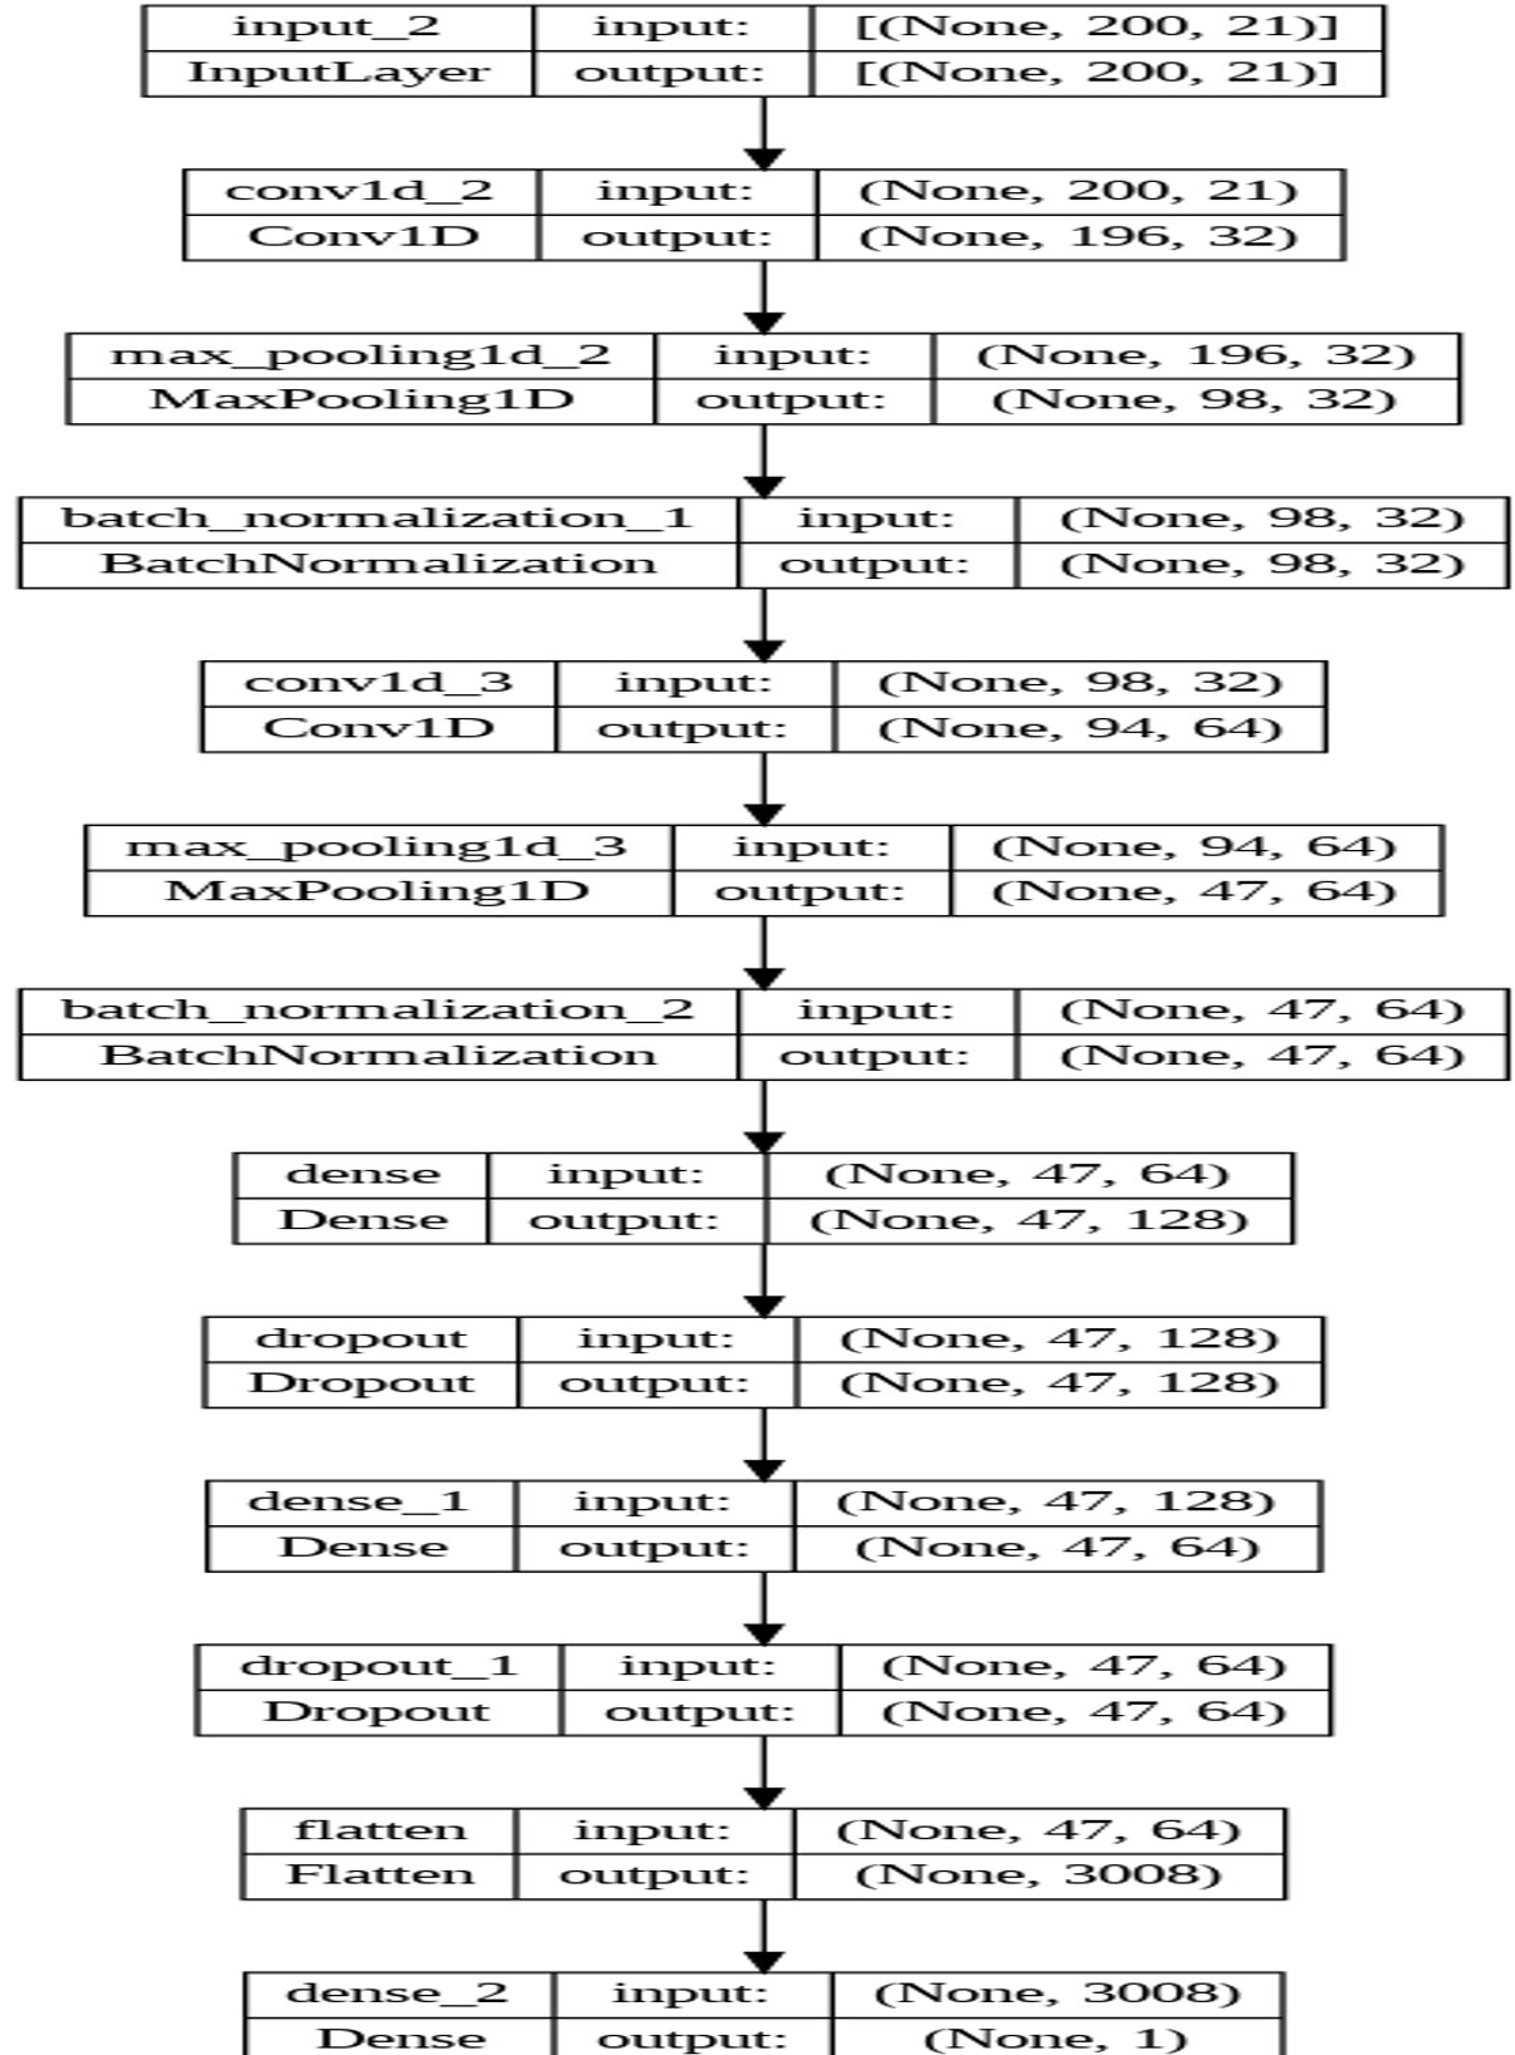 input_2 input: [(None, 200, 21)]
InputLayer output: [(None, 200, 21)]
conv1d_2 input: (None, 200, 21)
Conv1D output: (None, 196, 32)
max_pooling1d_2 input: (None, 196, 32)
MaxPooling1D output: (None, 98, 32)
batch_normalization_1 input: (None, 98, 32)
BatchNormalization output: (None, 98, 32)
conv1d_3 input: (None, 98, 32)
Conv1D output: (None, 94, 64)
max_pooling1d_3 input: (None, 94, 64)
MaxPooling1D output: (None, 47, 64)
batch_normalization_2 input: (None, 47, 64)
BatchNormalization output: (None, 47, 64)
dense input: (None, 47, 64)
Dense output: (None, 47, 128)
dropout input: (None, 47, 128)
Dropout output: (None, 47, 128)
dense_1 input: (None, 47, 128)
Dense output: (None, 47, 64)
dropout_1 input: (None, 47, 64)
Dropout output: (None, 47, 64)
flatten input: (None, 47, 64)
Flatten output: (None, 3008)
dense_2 input: (None, 3008)
Dense output: (None, 1)